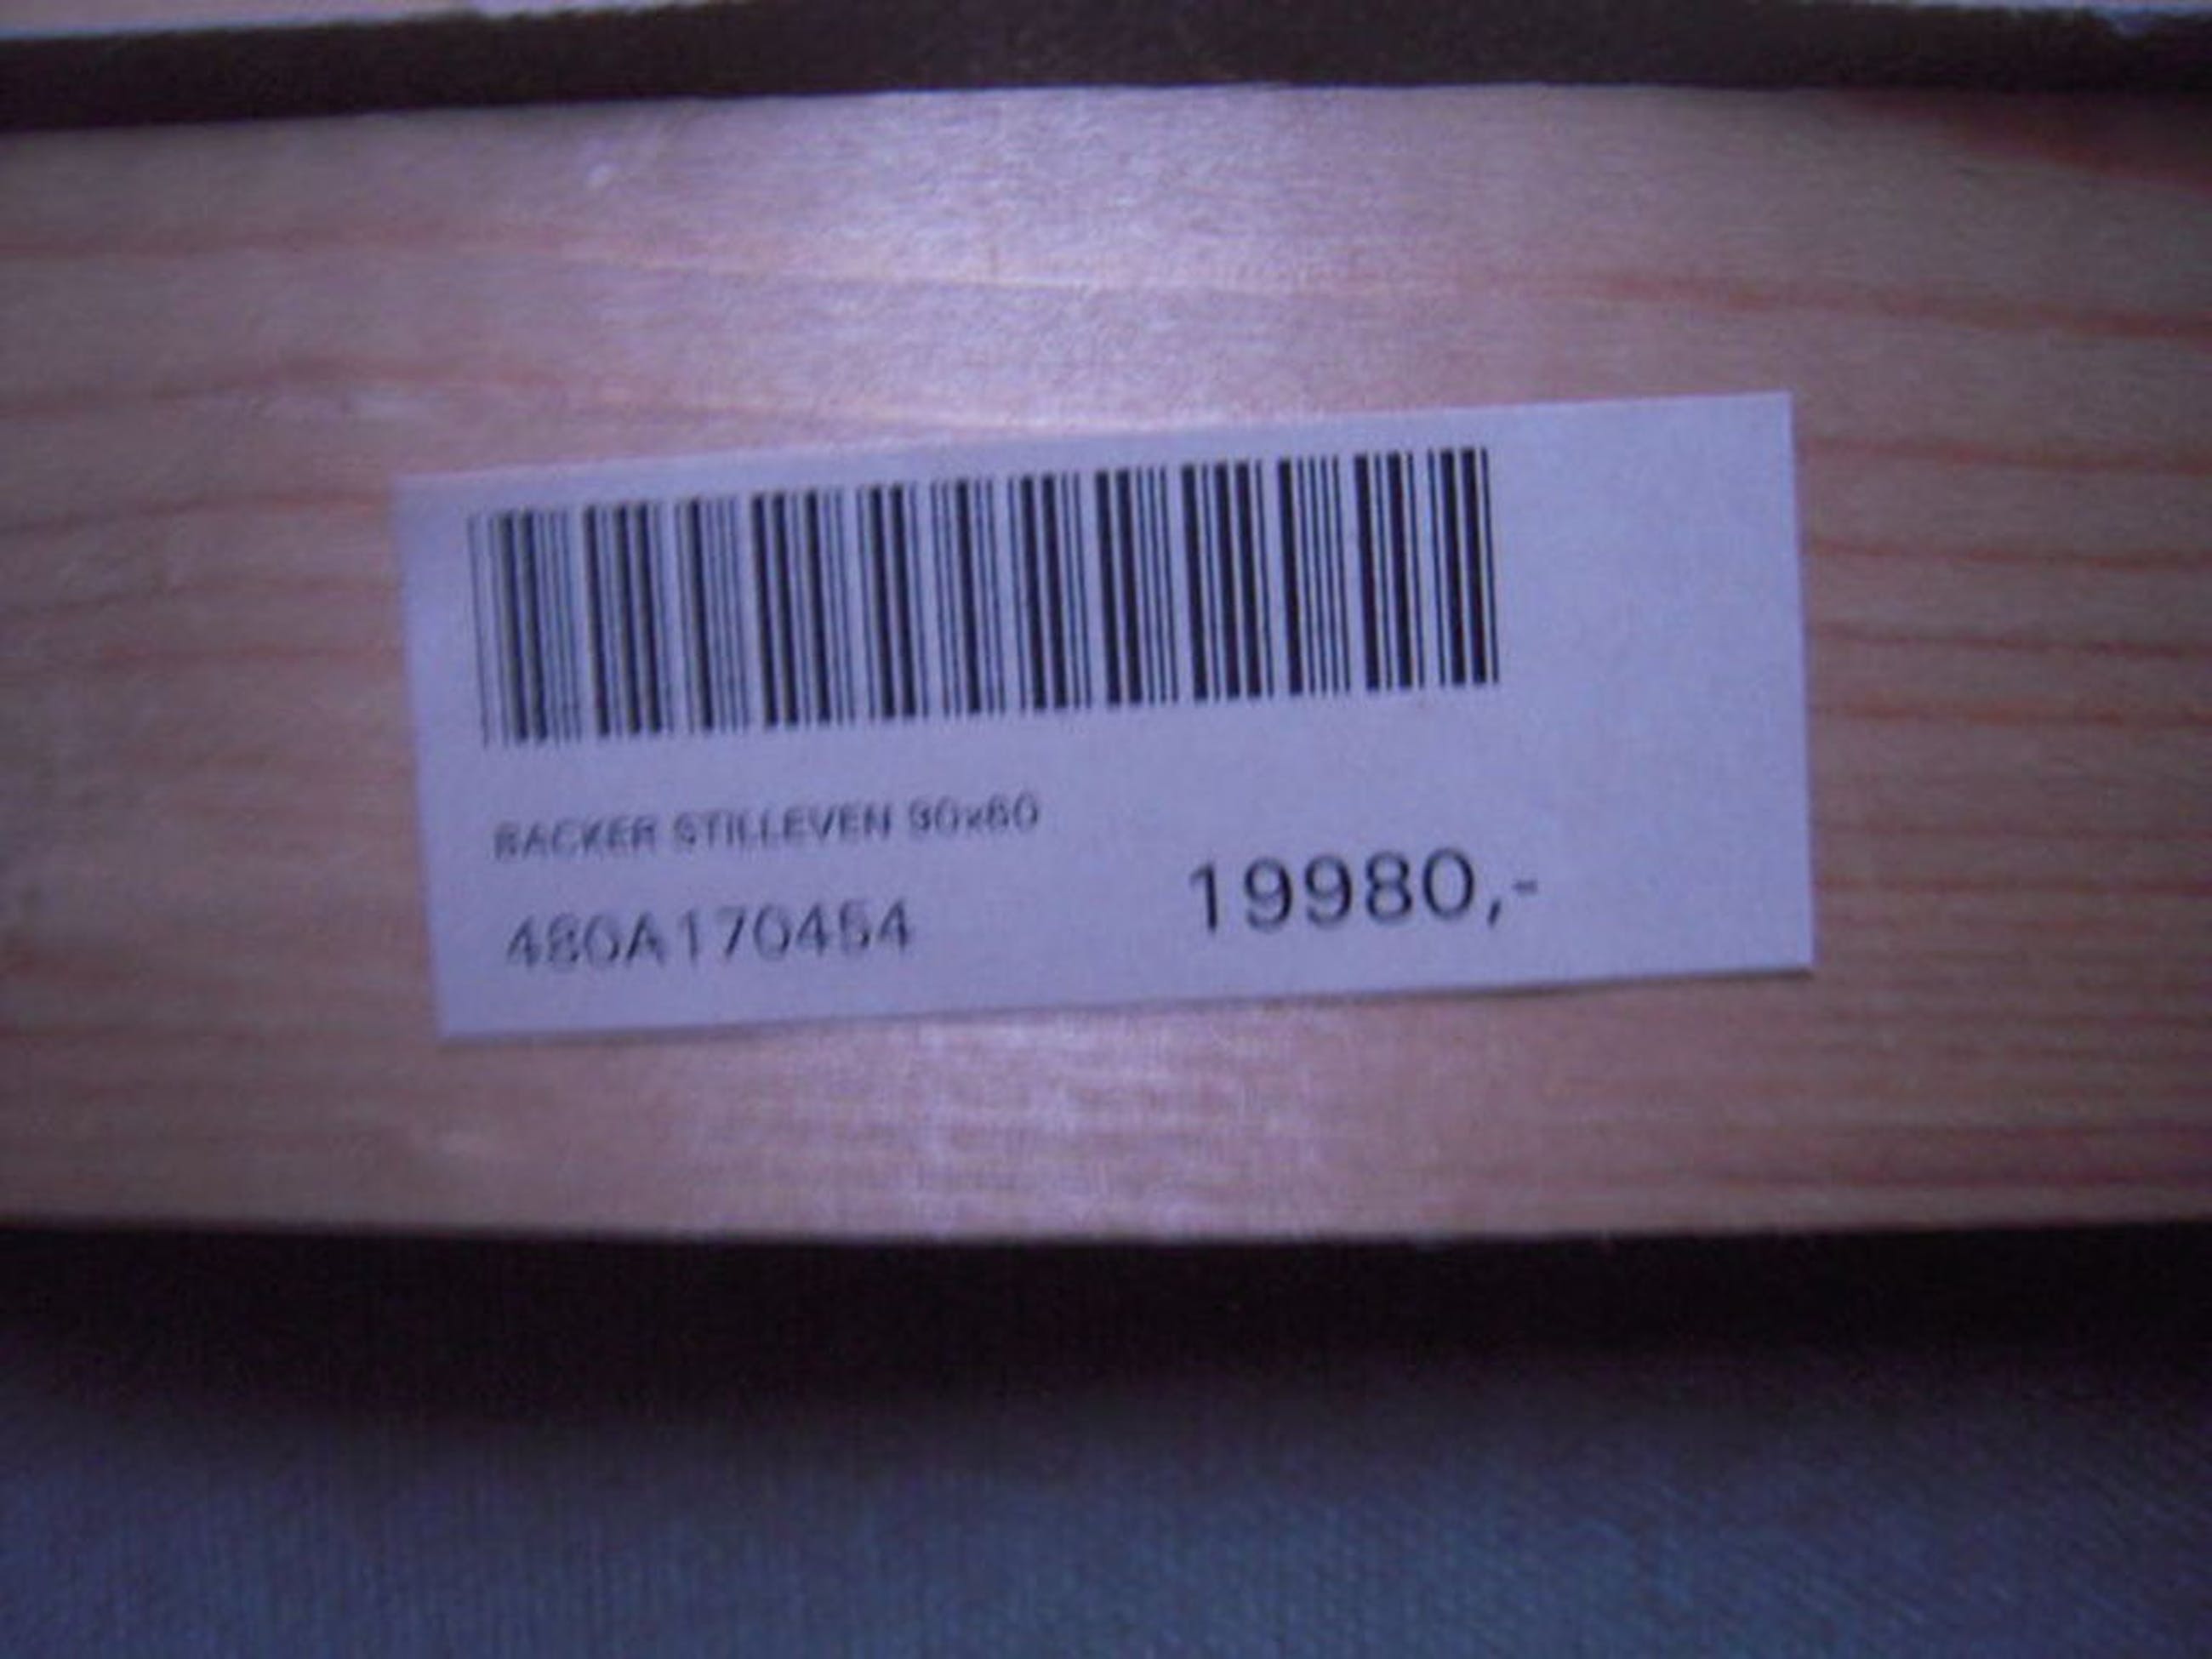 BACKER STILLEVEN 90x60
480A170454
19980,-